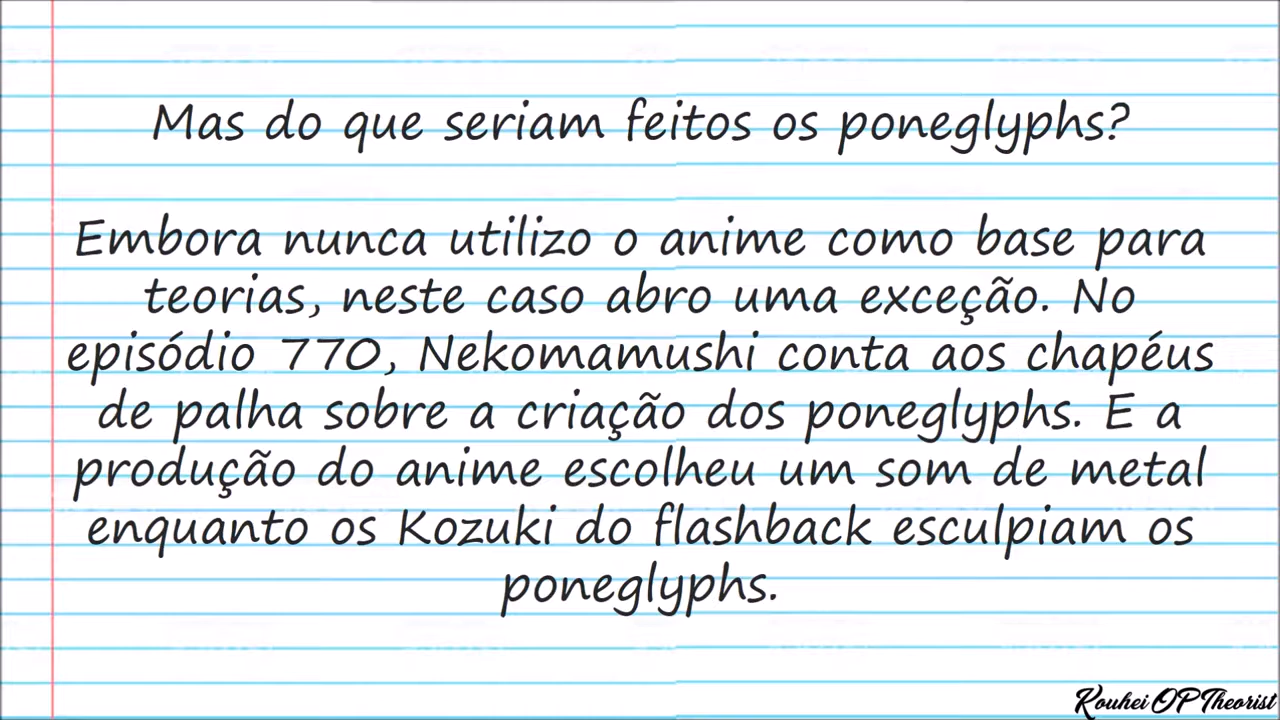 Mas do que seriam feitos os poneglyphs?
Embora nunca utilizo o anime como base para
teorias, neste caso abro uma exceção. No
episódio 770, Nekomamushi conta aos chapéus
de palha sobre a criação dos poneglyphs. E a
produção do anime escolheu um som de metal
enquanto os Kozuki do flashback esculpiam os
poneglyphs.
Kouhei OP Theorist